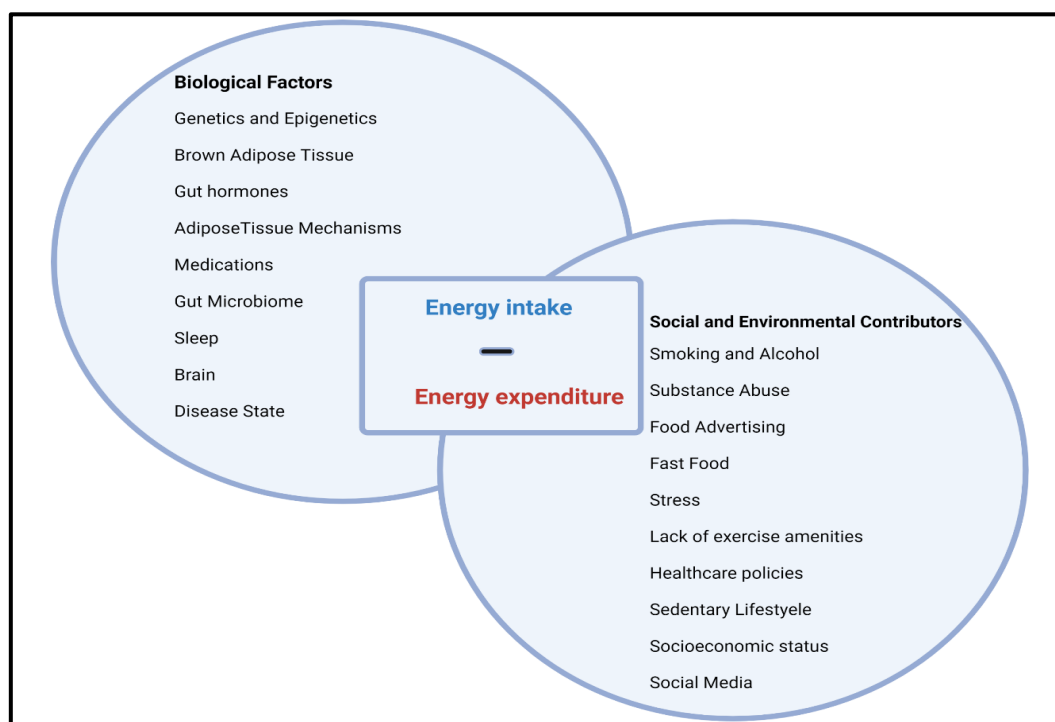 Biological Factors
Genetics and Epigenetics
Brown Adipose Tissue
Gut hormones
AdiposeTissue Mechanisms
Medications
Gut Microbiome
Sleep
Brain
Disease State
Energy intake
Energy expenditure
Social and Environmental Contributors
Smoking and Alcohol
Substance Abuse
Food Advertising
Fast Food
Stress
Lack of exercise amenities
Healthcare policies
Sedentary Lifestyele
Socioeconomic status
Social Media